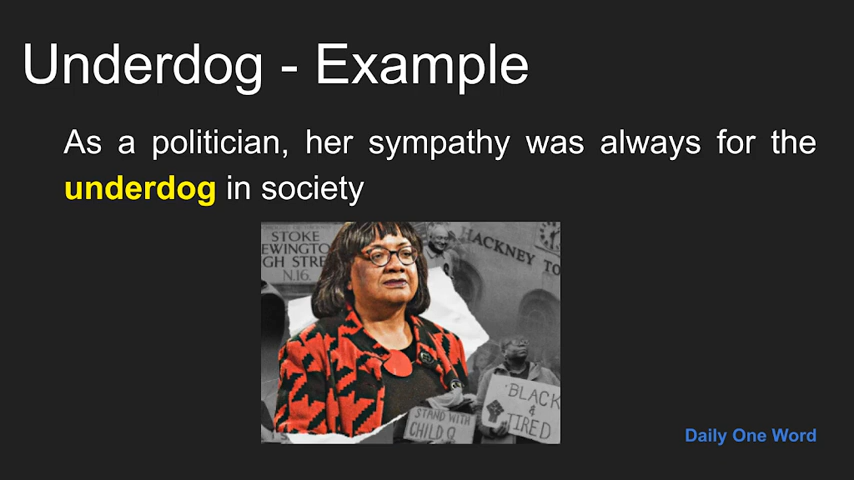 Underdog - Example
As a politician, her sympathy was always for the
underdog in society
STOKE
EWINGTO
GH STRE
N.16.
HACKNEY TO
BLACK
&
TIRED
STAND WITH
CHILD Q
Daily One Word